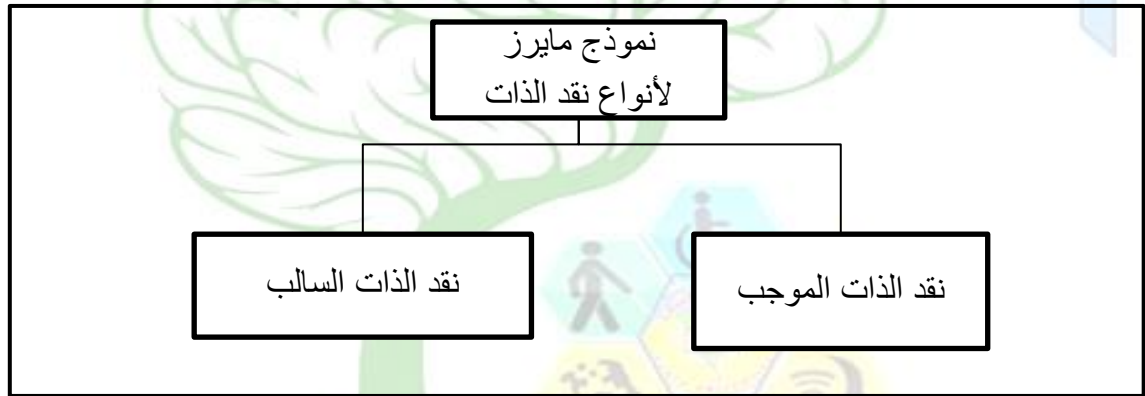 نموذج مايرز
لأنواع نقد الذات
نقد الذات الموجب
نقد الذات السالب